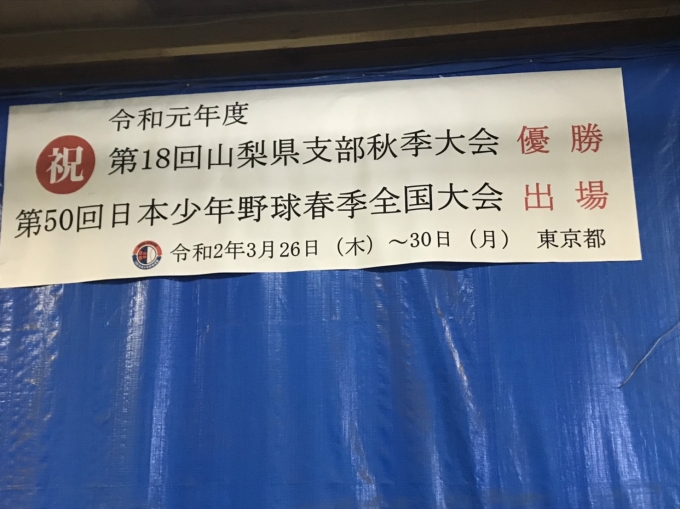 令和元年度
祝
第18回山梨県支部秋季大会 優勝
第50回日本少年野球春季全国大会 出場
令和2年3月26日（木）～30日（月） 東京都